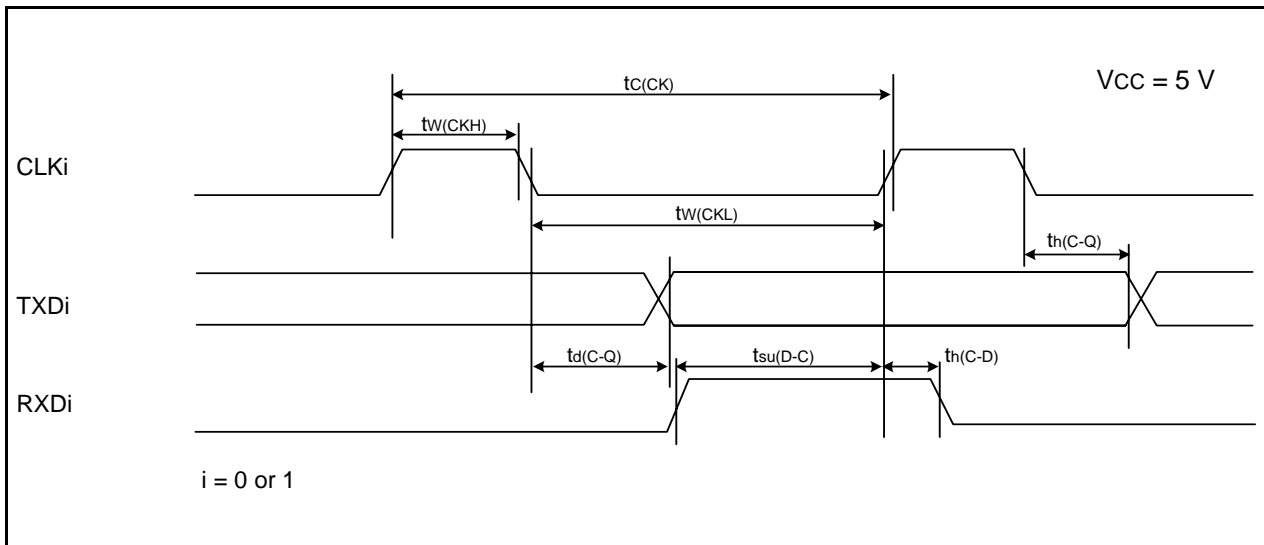 VCC = 5 V
tC(CK)
tW(CKH)
CLKi
tW(CKL)
th(C-Q)
TXDi
td(C-Q)
tsu(D-C)
th(C-D)
RXDi
i = 0 or 1